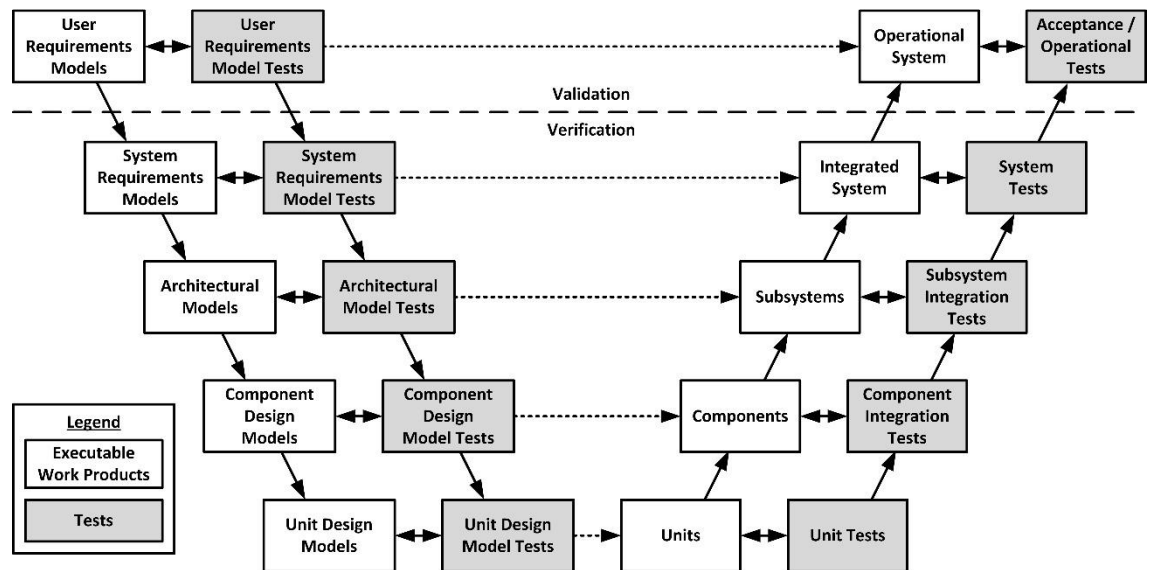 User
Requirements
Models
User
Requirements
Model Tests
Operational
System
Acceptance /
Operational
Tests
Validation
Verification
System
Requirements
Models
System
Requirements
Model Tests
Integrated
System
System
Tests
Architectural
Models
Architectural
Model Tests
Subsystems
Subsystem
Integration
Tests
Component
Design
Models
Component
Design
Model Tests
Components
Component
Integration
Tests
Legend
Executable
Work Products
Tests
Unit Design
Models
Unit Design
Model Tests
Units
Unit Tests